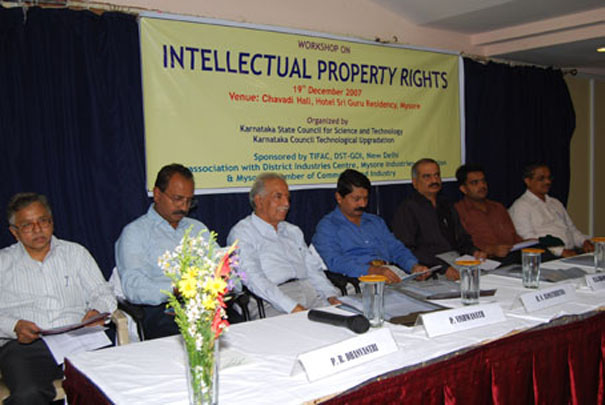 WORKSHOP ON
INTELLECTUAL PROPERTY RIGHTS
19th December 2007
Venue: Chavadi Hall, Hotel Sri Guru Residency, Mysore
Organized by
Karnataka State Council for Science and Technology
Karnataka Council Technological Upgradation
Sponsored by TIFAC, DST-GOI, New Delhi
association with District Industries Centre, Mysore Industries
& Mysore Chamber of Commerce and Industry
P. R. DHANVANTRI
P. VISHWANATH